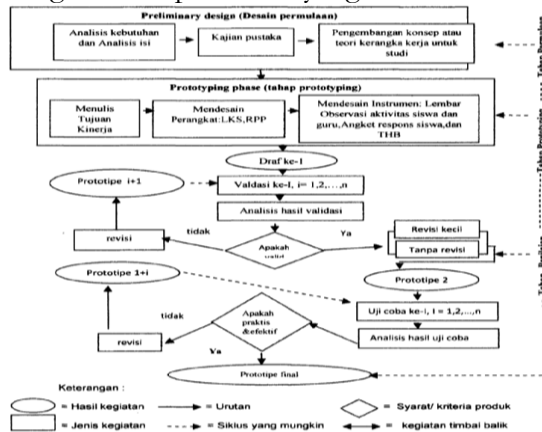 Preliminary design (Desain permulaan)
Analisis kebutuhan
dan Analisis isi
Kajian pustaka
Pengembangan konsep atau
teori kerangka kerja untuk
studi
Prototyping phase (tahap prototyping)
Menulis
Tujuan
Kinerja
Mendesain
Perangkat:LKS,RPP
Mendesain Instrumen: Lembar
Observasi aktivitas siswa dan
guru,Angket respons siswa,dan
THB
Draf ke-1
Prototipe i+1
Valdasi ke-I, i= 1,2,...,n
Analisis hasil validasi
revisi
tidak
Apakah
Ya
Revisi kecil
Tanpa revisi
Prototipe 1+i
Prototipe 2
Uji coba ke-i, i = 1,2,...,n
Analisis hasil uji coba
tidak
Apakah
praktis
&efektif
revisi
Ya
Prototipe final
Keterangan :
= Hasil kegiatan
= Urutan
= Syarat/ kriteria produk
= Jenis kegiatan
= Siklus yang mungkin
= kegiatan timbal balik